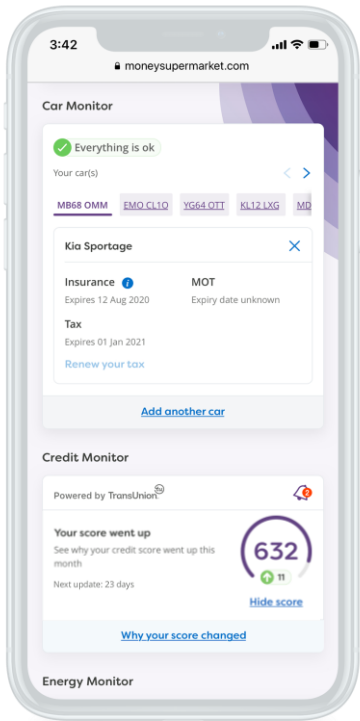 3:42
moneysupermarket.com
Car Monitor
Everything is ok
Your car(s)
MB68 OMM EMO CL1O YG64 OTT KL12 LXG MD
Kia Sportage
Insurance i MOT
Expires 12 Aug 2020 Expiry date unknown
Tax
Expires 01 Jan 2021
Renew your tax
Add another car
Credit Monitor
Powered by TransUnion tu
2
Your score went up
See why your credit score went up this
month
Next update: 23 days
632
11
Hide score
Why your score changed
Energy Monitor